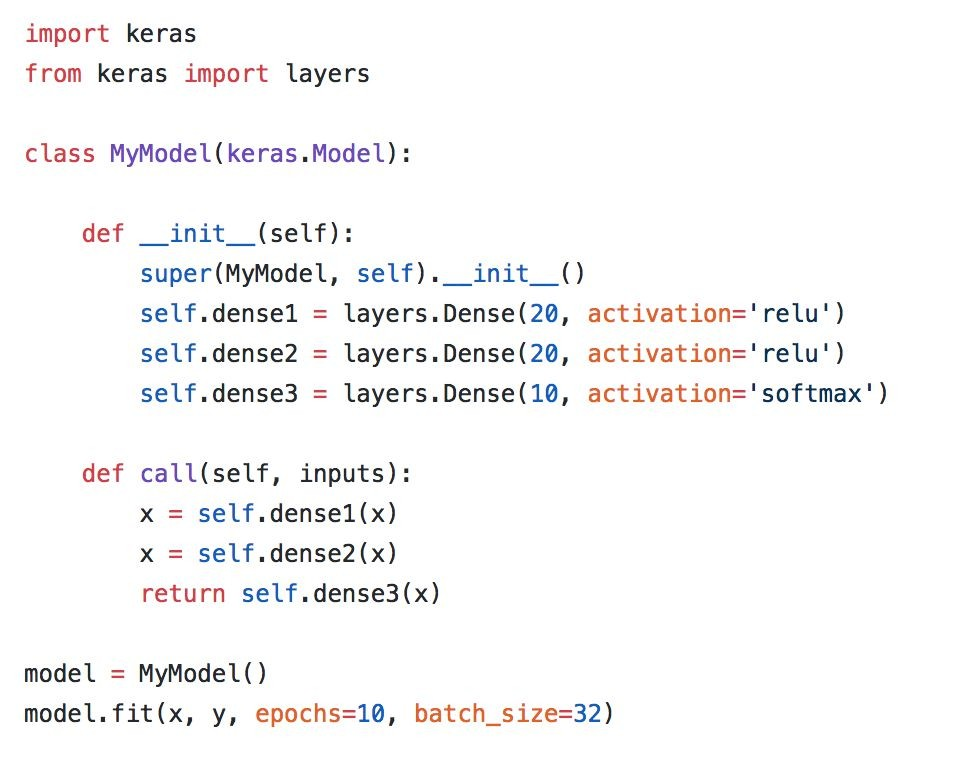 import keras
from keras import layers
class MyModel(keras.Model):
def __init__(self):
super(MyModel, self).__init__()
self.dense1 = layers.Dense(20, activation='relu')
self.dense2 = layers.Dense(20, activation='relu')
self.dense3 = layers.Dense(10, activation='softmax')
def call(self, inputs):
x = self.dense1(x)
x = self.dense2(x)
return self.dense3(x)
model = MyModel()
model.fit(x, y, epochs=10, batch_size=32)